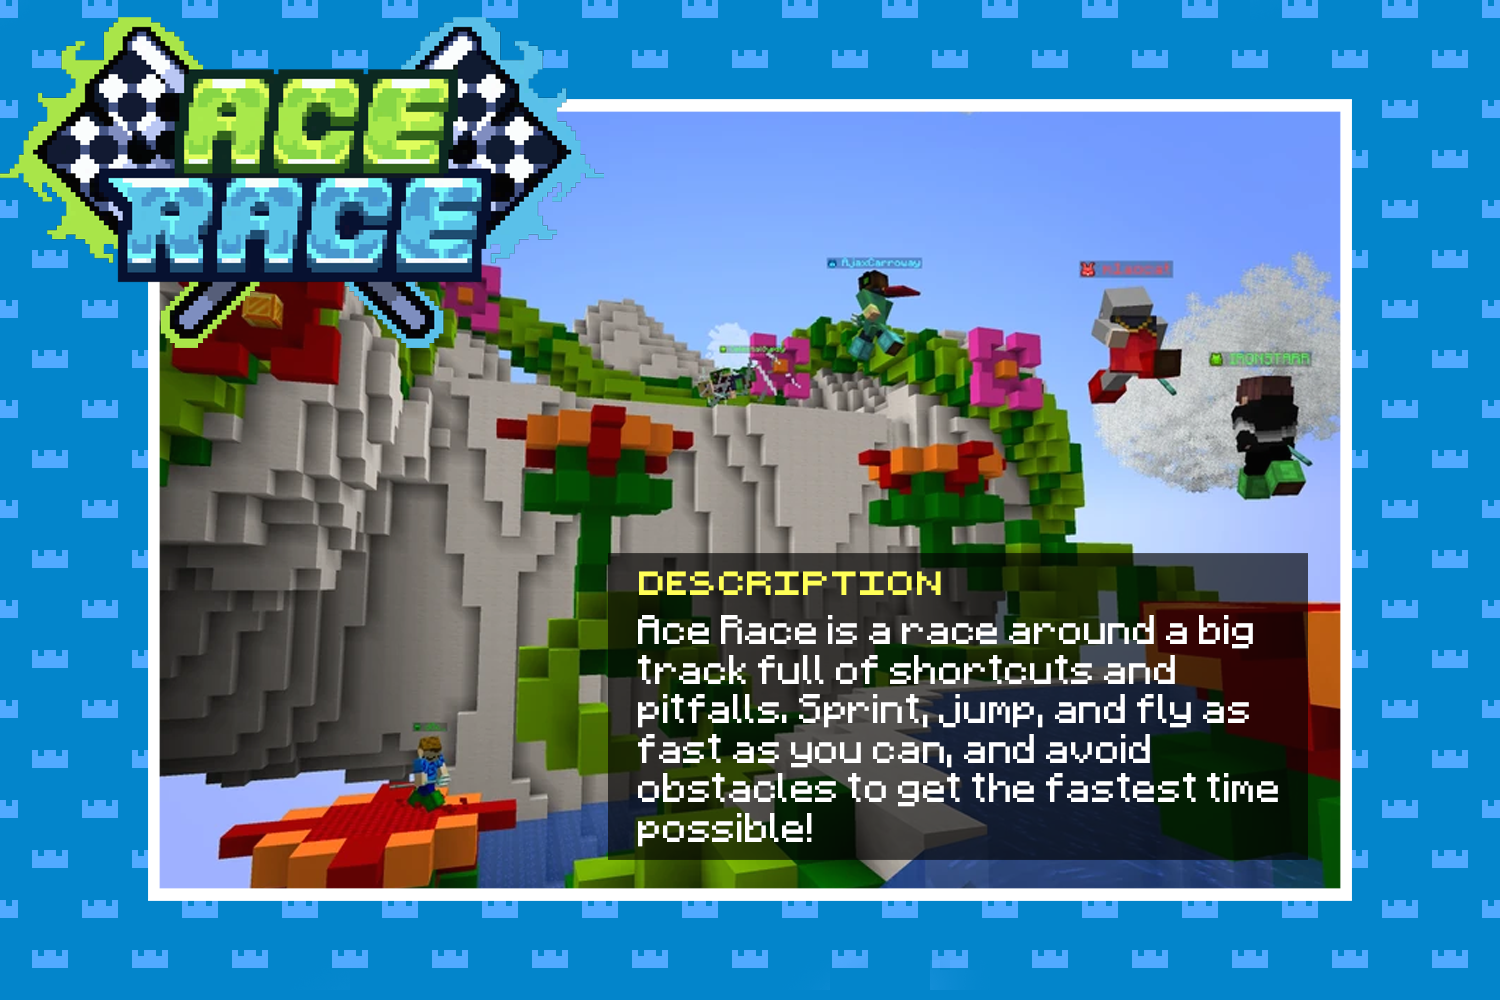 ACE
RACE
AjaxCarroway
IRONSTARR
DESCRIPTION
Ace Race is a race around a big
track full of shortcuts and
pitfalls. Sprint, jump, and fly as
fast as you can, and avoid
obstacles to get the fastest time
possible!